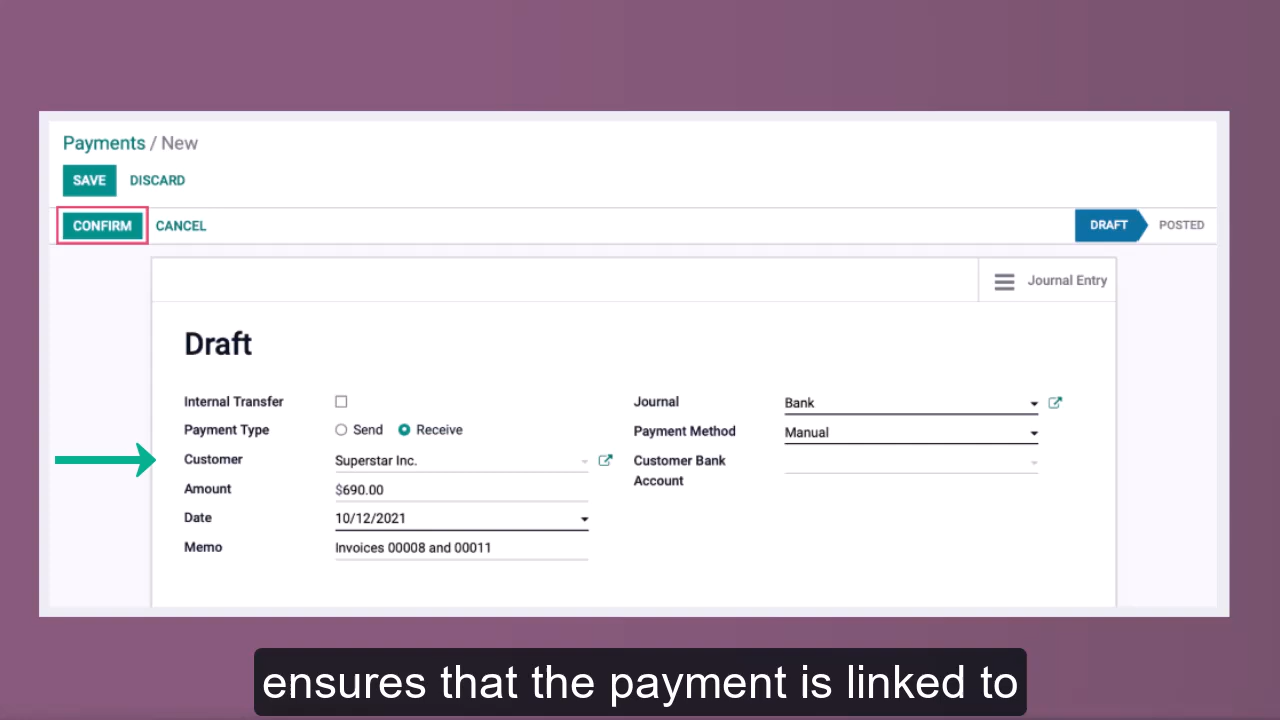 Payments / New
SAVE DISCARD
CONFIRM CANCEL DRAFT POSTED
Journal Entry
Draft
Internal Transfer
Payment Type Send Receive
Customer Superstar Inc.
Amount $690.00
Date 10/12/2021
Memo Invoices 00008 and 00011
Journal Bank
Payment Method Manual
Customer Bank
Account
ensures that the payment is linked to